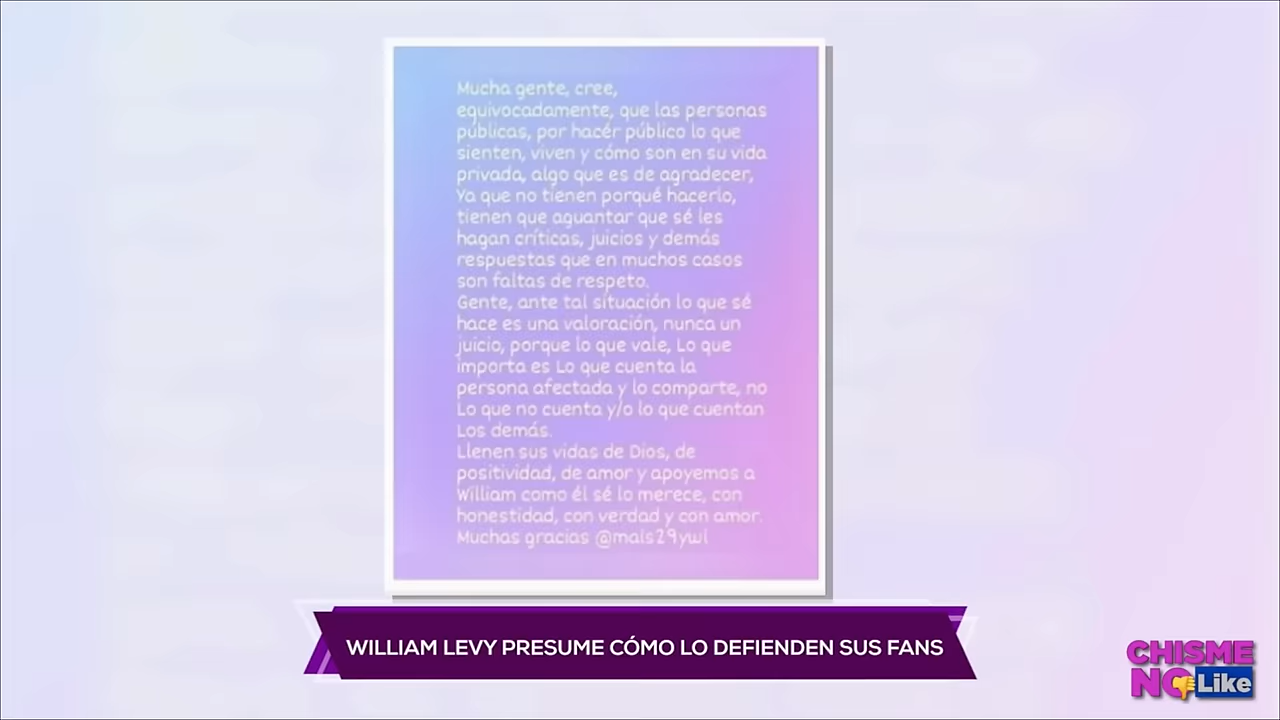 Mucha gente, cree,
equivocadamente, que las personas
públicas, por hacér público lo que
sienten, viven y cómo son en su vida
privada, algo que es de agradecer,
Ya que no tienen porqué hacerlo,
tienen que aguantar que sé les
hagan críticas, juicios y demás
respuestas que en muchos casos
son faltas de respeto.
Gente, ante tal situación lo que sé
hace es una valoración, nunca un
juicio, porque lo que vale, Lo que
importa es Lo que cuenta la
persona afectada y lo comparte, no
Lo que no cuenta y/o lo que cuentan
Los demás.
Llenen sus vidas de Dios, de
positividad, de amor y apoyemos a
William como él sé lo merece, con
honestidad, con verdad y con amor.
Muchas gracias @mals29ywl
WILLIAM LEVY PRESUME CÓMO LO DEFIENDEN SUS FANS
CHISME
NO Like